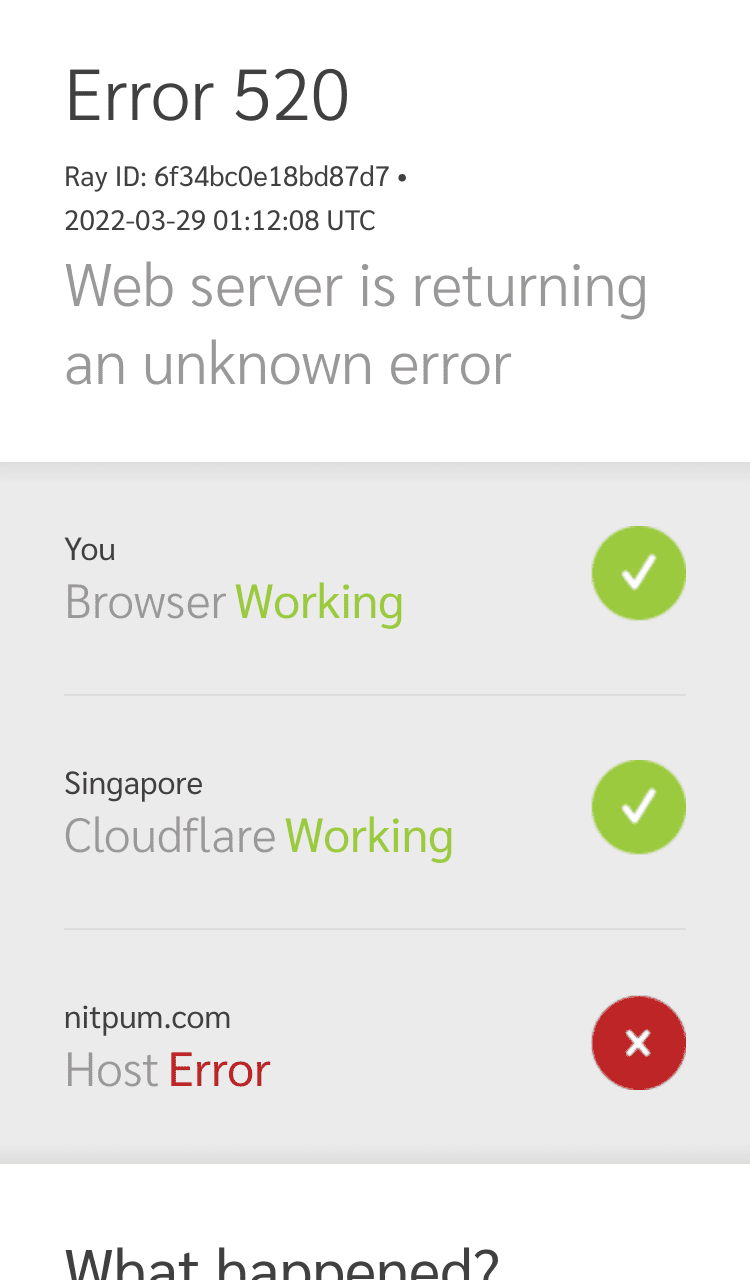 Error 520
Ray ID: 6f34bc0e18bd87d7 •
2022-03-29 01:12:08 UTC
Web server is returning
an unknown error
You
Browser Working
Singapore
Cloudflare Working
nitpum.com
Host Error
What happened?